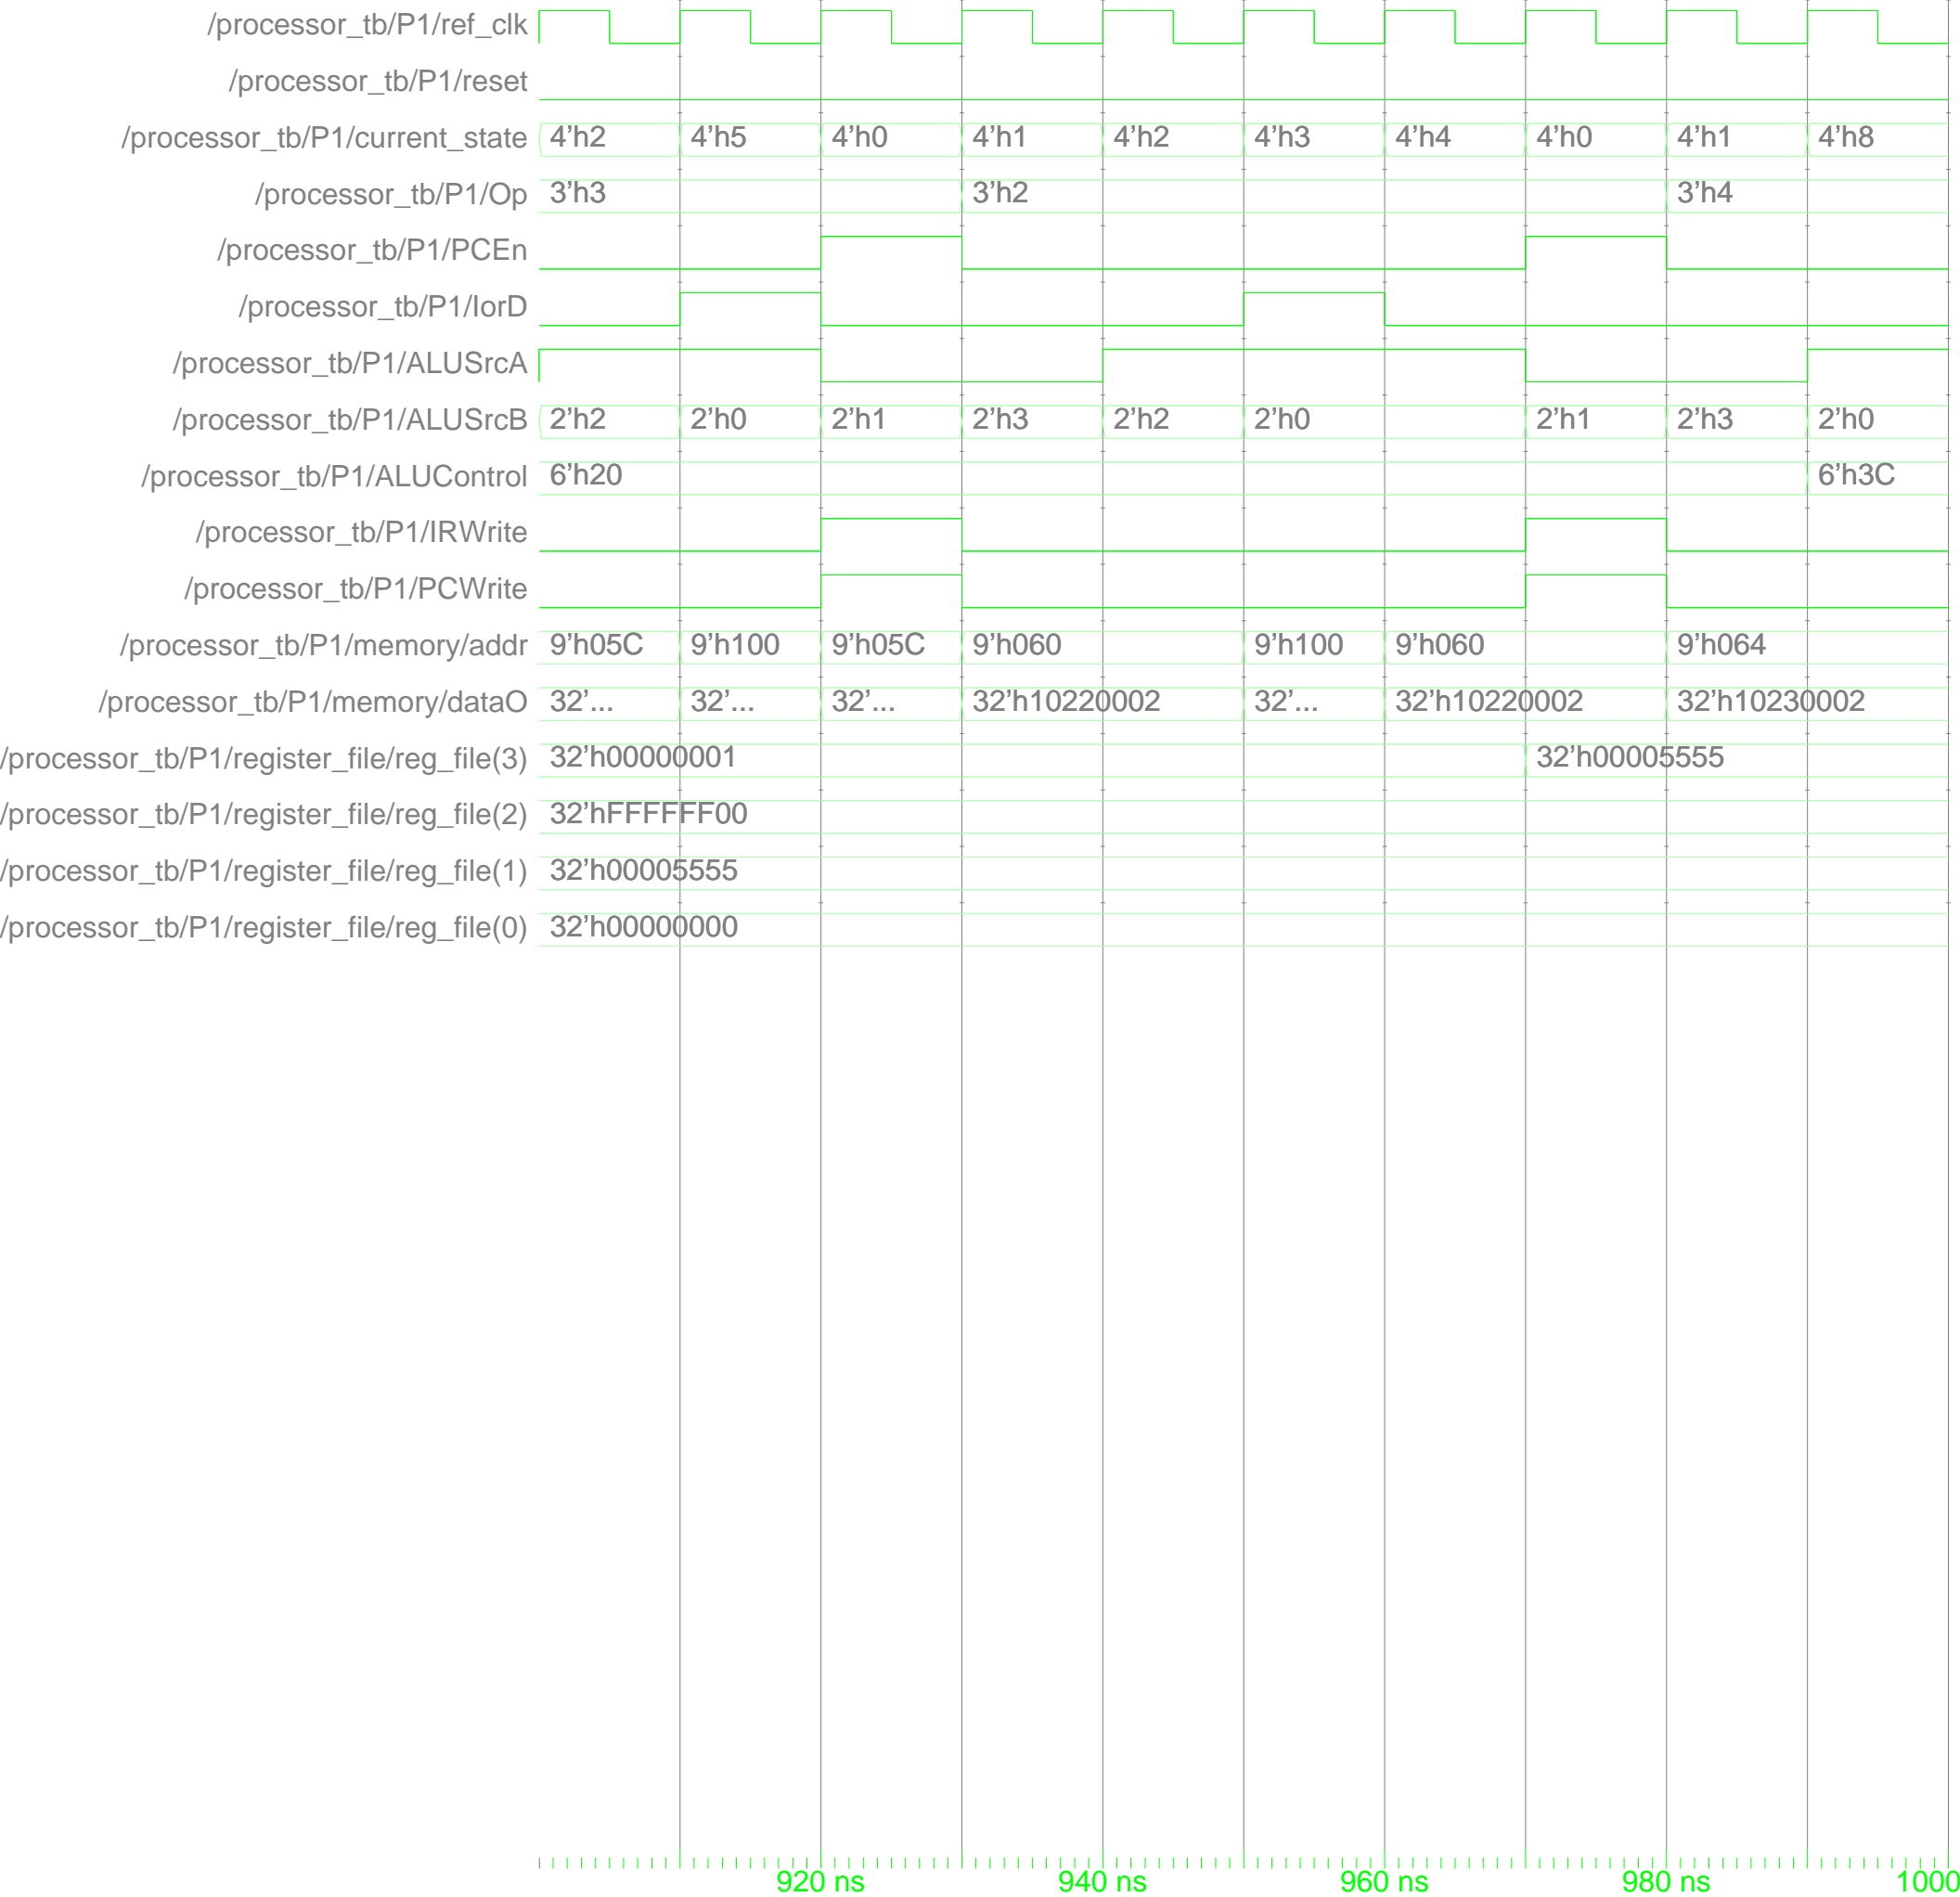 /processor_tb/P1/ref_clk
/processor_tb/P1/reset
/processor_tb/P1/current_state 4'h2 4'h5 4'h0 4'h1 4'h2 4'h3 4'h4 4'h0 4'h1 4'h8
/processor_tb/P1/Op 3'h3 3'h2 3'h4
/processor_tb/P1/PCEn
/processor_tb/P1/IorD
/processor_tb/P1/ALUSrcA
/processor_tb/P1/ALUSrcB 2'h2 2'h0 2'h1 2'h3 2'h2 2'h0 2'h1 2'h3 2'h0
/processor_tb/P1/ALUControl 6'h20 6'h3C
/processor_tb/P1/IRWrite
/processor_tb/P1/PCWrite
/processor_tb/P1/memory/addr 9'h05C 9'h100 9'h05C 9'h060 9'h100 9'h060 9'h064
/processor_tb/P1/memory/dataO 32'... 32'... 32'... 32'h10220002 32'... 32'h10220002 32'h10230002
/processor_tb/P1/register_file/reg_file(3) 32'h00000001 32'h00005555
/processor_tb/P1/register_file/reg_file(2) 32'hFFFFFF00
/processor_tb/P1/register_file/reg_file(1) 32'h00005555
/processor_tb/P1/register_file/reg_file(0) 32'h00000000
920 ns 940 ns 960 ns 980 ns 1000